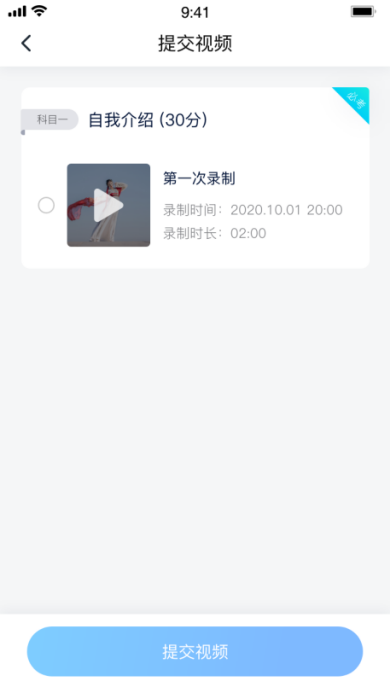 9:41
提交视频
必考
科目一
自我介绍 (30分)
第一次录制
录制时间：2020.10.01 20:00
录制时长：02:00
提交视频